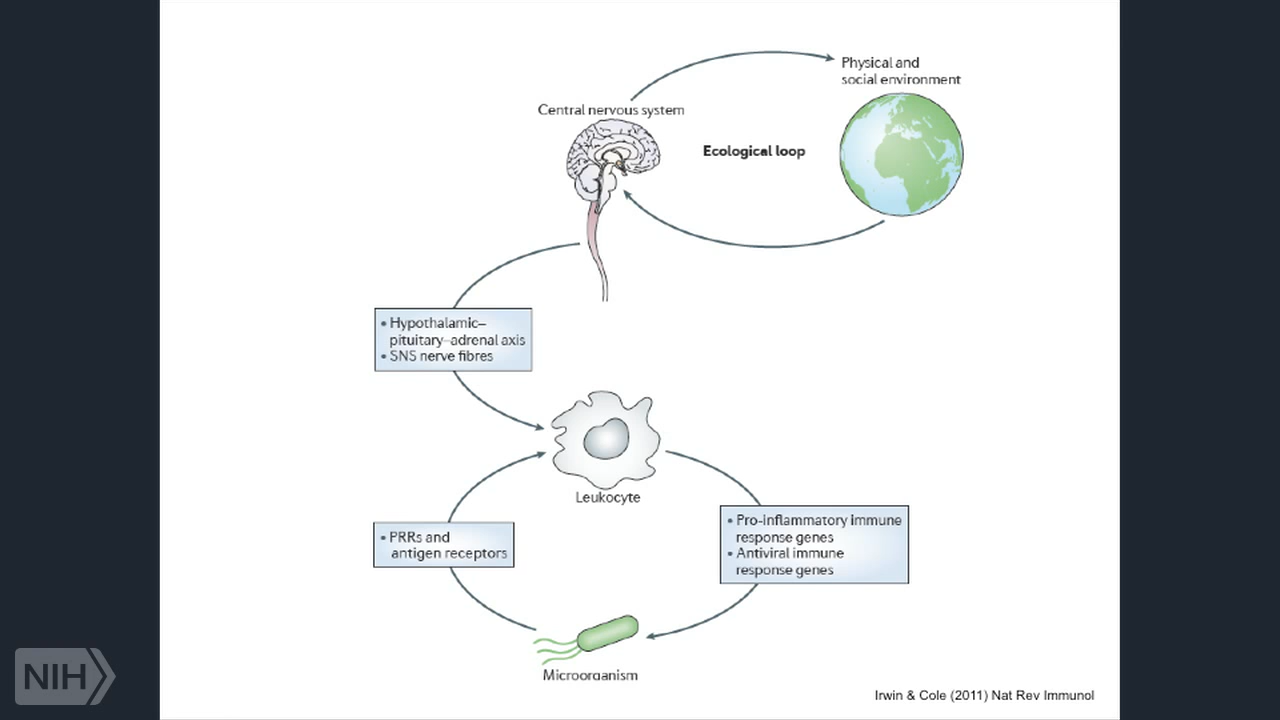 Physical and
social environment
Central nervous system
Ecological loop
• Hypothalamic–
pituitary–adrenal axis
• SNS nerve fibres
Leukocyte
• PRRs and
antigen receptors
• Pro-inflammatory immune
response genes
• Antiviral immune
response genes
Microorganism
NIH
Irwin & Cole (2011) Nat Rev Immunol